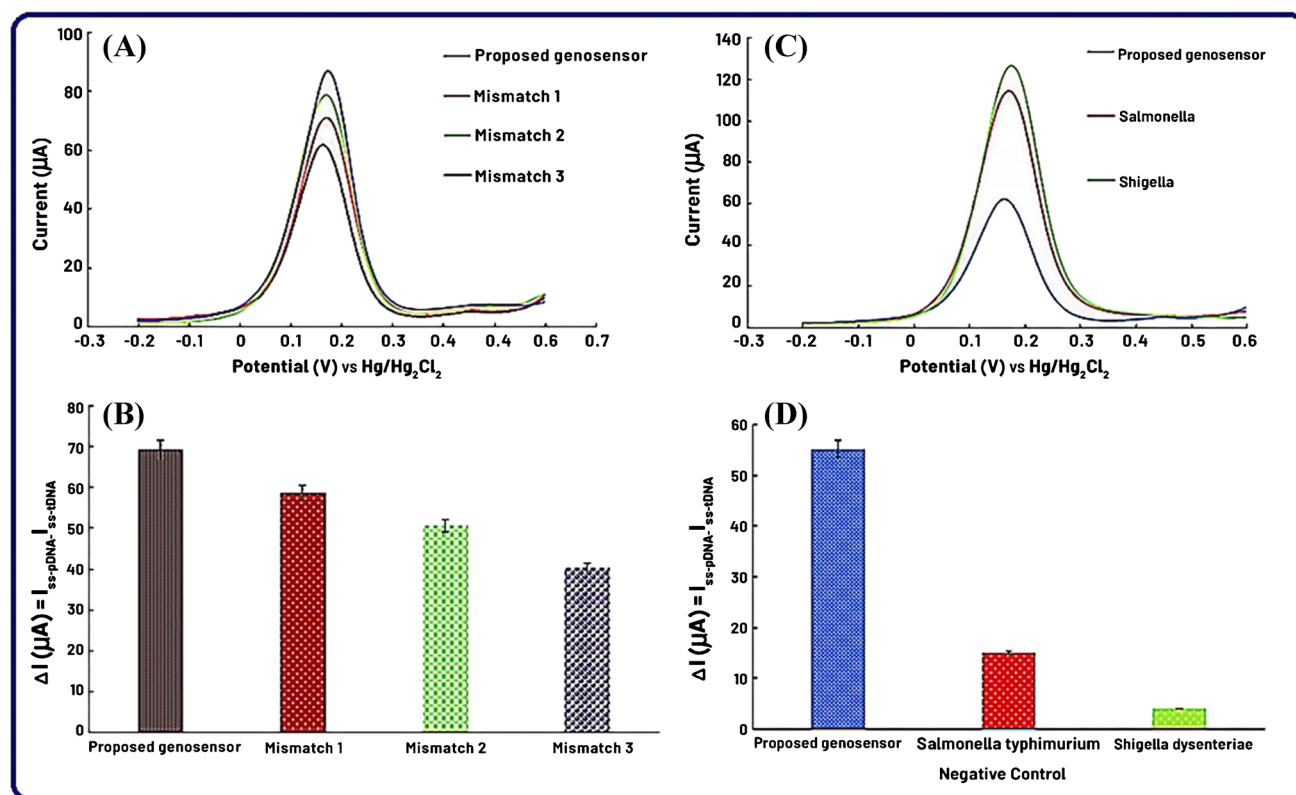 (A)
100
80
60
40
20
0
Current (µA)
-0.3 -0.2 -0.1 0 0.1 0.2 0.3 0.4 0.5 0.6 0.7
Potential (V) vs Hg/Hg₂Cl₂
Proposed genosensor
Mismatch 1
Mismatch 2
Mismatch 3
(C)
140
120
100
80
60
40
20
0
Current (µA)
-0.3 -0.2 -0.1 0 0.1 0.2 0.3 0.4 0.5 0.6
Potential (V) vs Hg/Hg₂Cl₂
Proposed genosensor
Salmonella
Shigella
(B)
80
70
60
50
40
30
20
10
0
Δ I (µA) = I ss-pDNA- I ss-tDNA
Proposed genosensor Mismatch 1 Mismatch 2 Mismatch 3
(D)
60
50
40
30
20
10
0
Δ I (µA) = I ss-pDNA- I ss-tDNA
Proposed genosensor Salmonella typhimurium Shigella dysenteriae
Negative Control